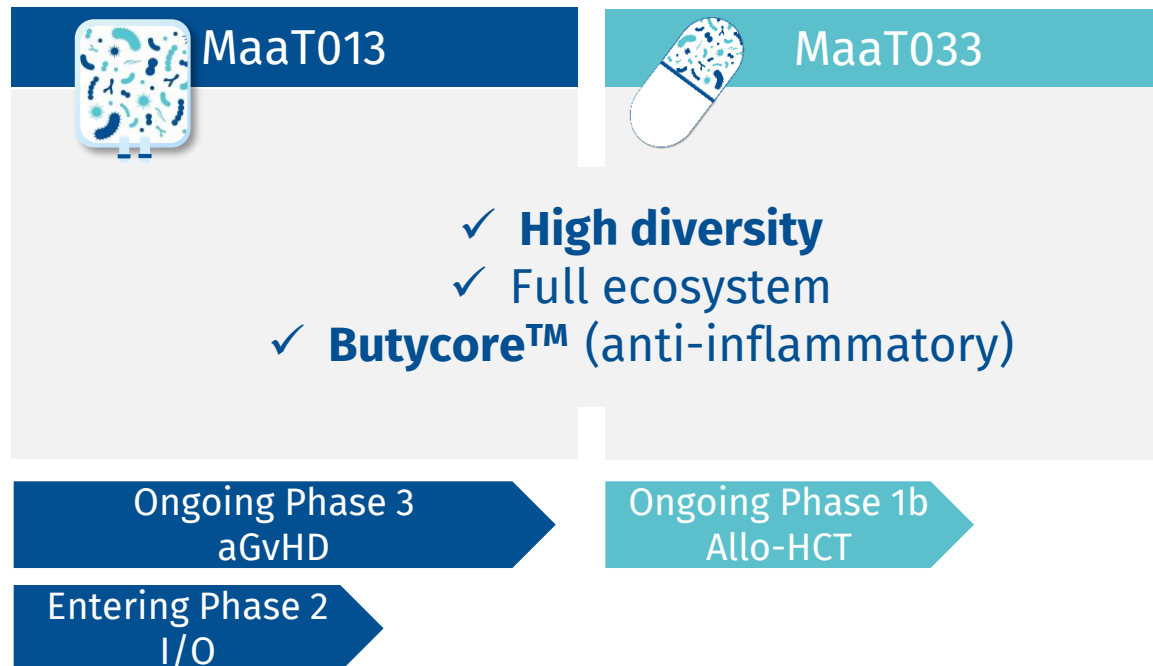 MaaT013
MaaT033
✓ High diversity
✓ Full ecosystem
✓ Butycore™ (anti-inflammatory)
Ongoing Phase 3
aGvHD
Ongoing Phase 1b
Allo-HCT
Entering Phase 2
I/O